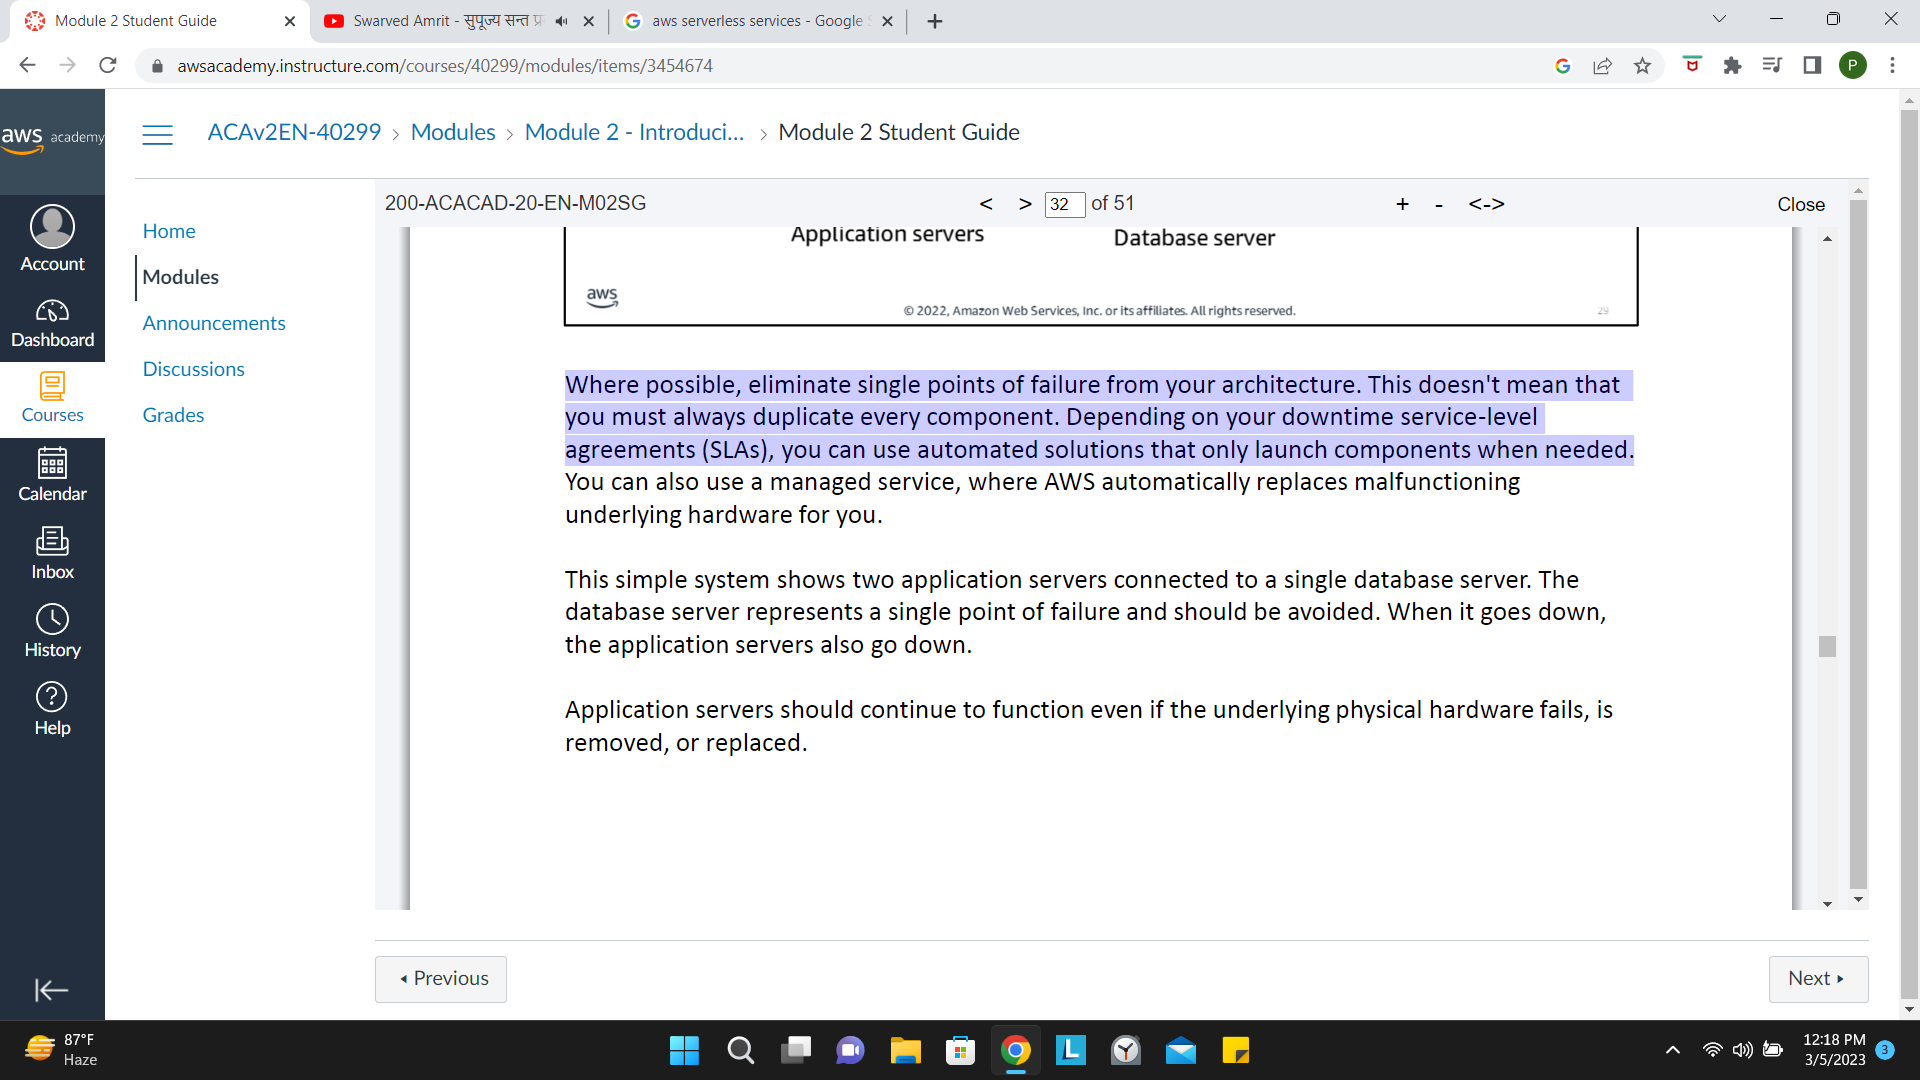 Module 2 Student Guide
Swarved Amrit - सुपूज्य सन्त प्र
aws serverless services - Google S
awsacademy.instructure.com/courses/40299/modules/items/3454674
G
P
aws academy
ACAv2EN-40299 > Modules > Module 2 - Introduci... > Module 2 Student Guide
Account
Dashboard
Courses
Calendar
Inbox
History
Help
Home
Modules
Announcements
Discussions
Grades
200-ACACAD-20-EN-M02SG < > 32 of 51 + - <-> Close
Application servers Database server
aws
© 2022, Amazon Web Services, Inc. or its affiliates. All rights reserved. 29
Where possible, eliminate single points of failure from your architecture. This doesn't mean that
you must always duplicate every component. Depending on your downtime service-level
agreements (SLAs), you can use automated solutions that only launch components when needed.
You can also use a managed service, where AWS automatically replaces malfunctioning
underlying hardware for you.
This simple system shows two application servers connected to a single database server. The
database server represents a single point of failure and should be avoided. When it goes down,
the application servers also go down.
Application servers should continue to function even if the underlying physical hardware fails, is
removed, or replaced.
Previous
Next
87°F
Haze
L
12:18 PM
3/5/2023
3